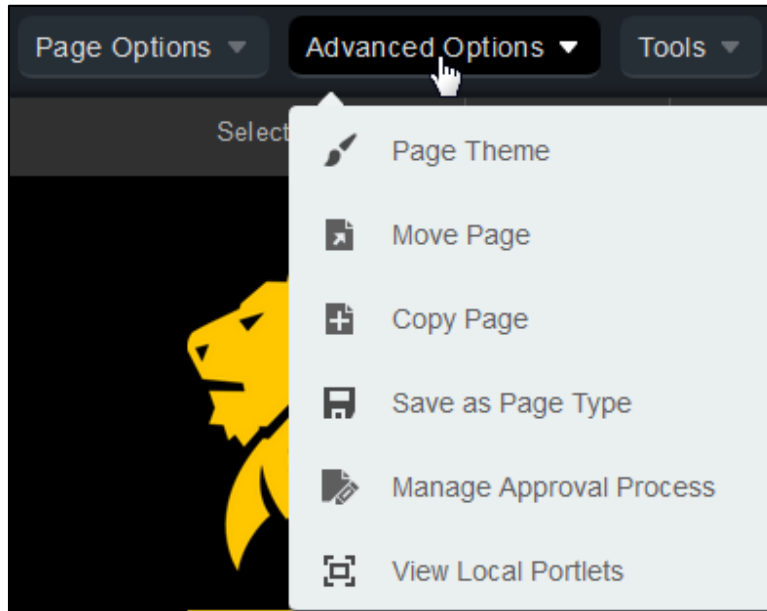 Page Options
Advanced Options
Tools
Select
Page Theme
Move Page
Copy Page
Save as Page Type
Manage Approval Process
View Local Portlets